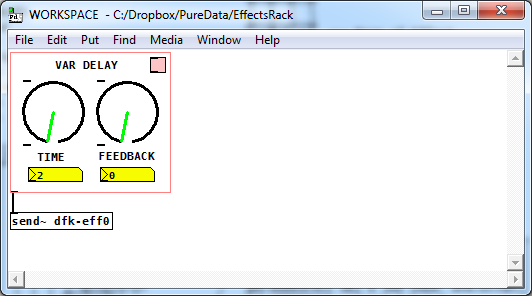 WORKSPACE - C:/Dropbox/PureData/EffectsRack
File Edit Put Find Media Window Help
VAR DELAY
TIME FEEDBACK
2 0
send~ dfk-eff0